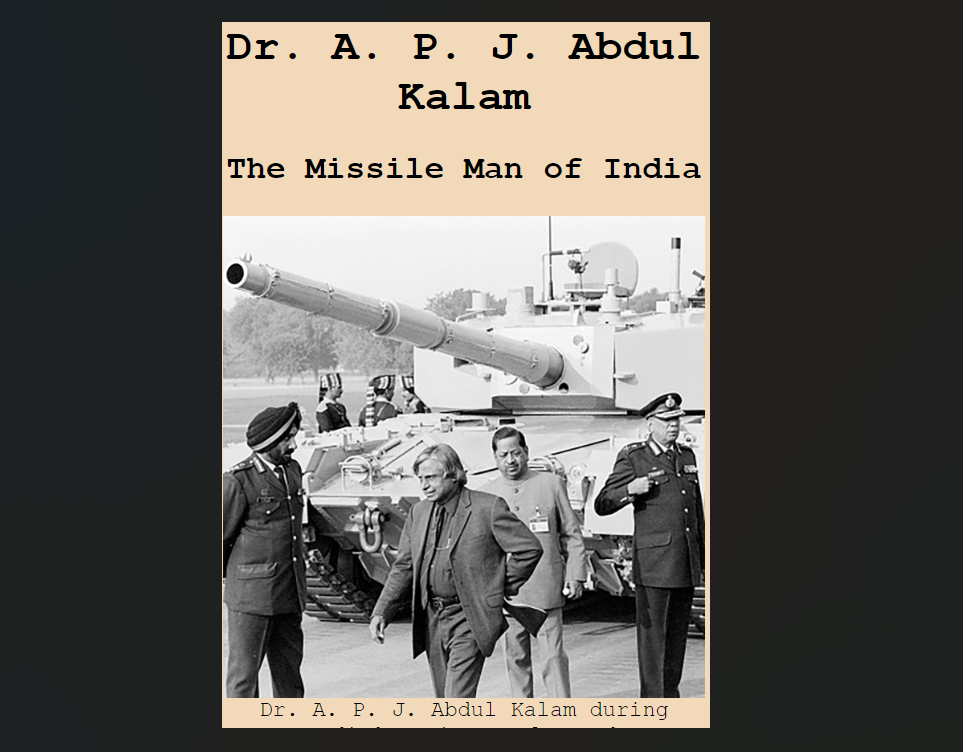 Dr. A. P. J. Abdul
Kalam
The Missile Man of India
Dr. A. P. J. Abdul Kalam during